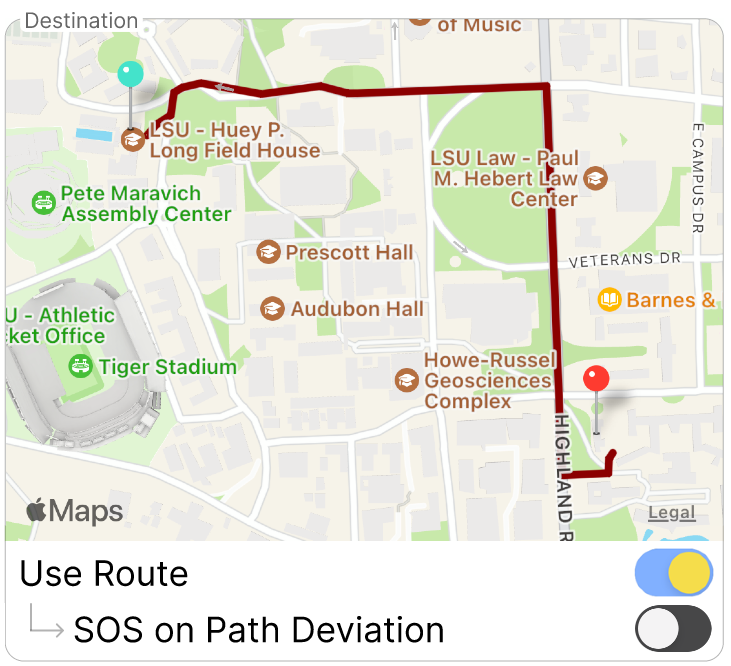 Destination
of Music
LSU - Huey P.
Long Field House
LSU Law - Paul
M. Hebert Law
Center
E CAMPUS DR
Pete Maravich
Assembly Center
Prescott Hall
VETERANS DR
Barnes &
Audubon Hall
U - Athletic
ket Office
Tiger Stadium
Howe-Russel
Geosciences
Complex
HIGHLAND R
Maps
Legal
Use Route
SOS on Path Deviation